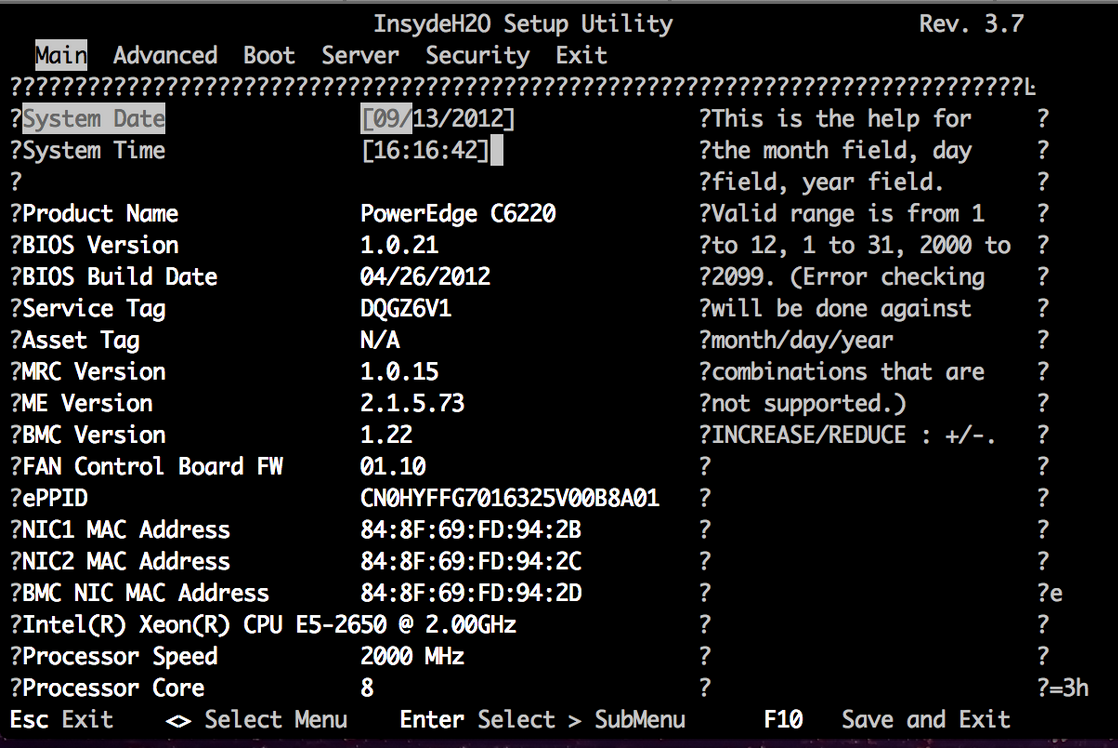 InsydeH2O Setup Utility Rev. 3.7
Main Advanced Boot Server Security Exit
??????????????????????????????????????????????????????????????????????????????Ŀ
?System Date [09/13/2012] ?This is the help for ?
?System Time [16:16:42] ?the month field, day ?
? ?field, year field. ?
?Product Name PowerEdge C6220 ?Valid range is from 1 ?
?BIOS Version 1.0.21 ?to 12, 1 to 31, 2000 to ?
?BIOS Build Date 04/26/2012 ?2099. (Error checking ?
?Service Tag DQGZ6V1 ?will be done against ?
?Asset Tag N/A ?month/day/year ?
?MRC Version 1.0.15 ?combinations that are ?
?ME Version 2.1.5.73 ?not supported.) ?
?BMC Version 1.22 ?INCREASE/REDUCE : +/-. ?
?FAN Control Board FW 01.10 ? ?
?ePPID CN0HYFFG7016325V00B8A01 ? ?
?NIC1 MAC Address 84:8F:69:FD:94:2B ? ?
?NIC2 MAC Address 84:8F:69:FD:94:2C ? ?
?BMC NIC MAC Address 84:8F:69:FD:94:2D ? ?e
?Intel(R) Xeon(R) CPU E5-2650 @ 2.00GHz ? ?
?Processor Speed 2000 MHz ? ?
?Processor Core 8 ? ?=3h
Esc Exit <> Select Menu Enter Select > SubMenu F10 Save and Exit